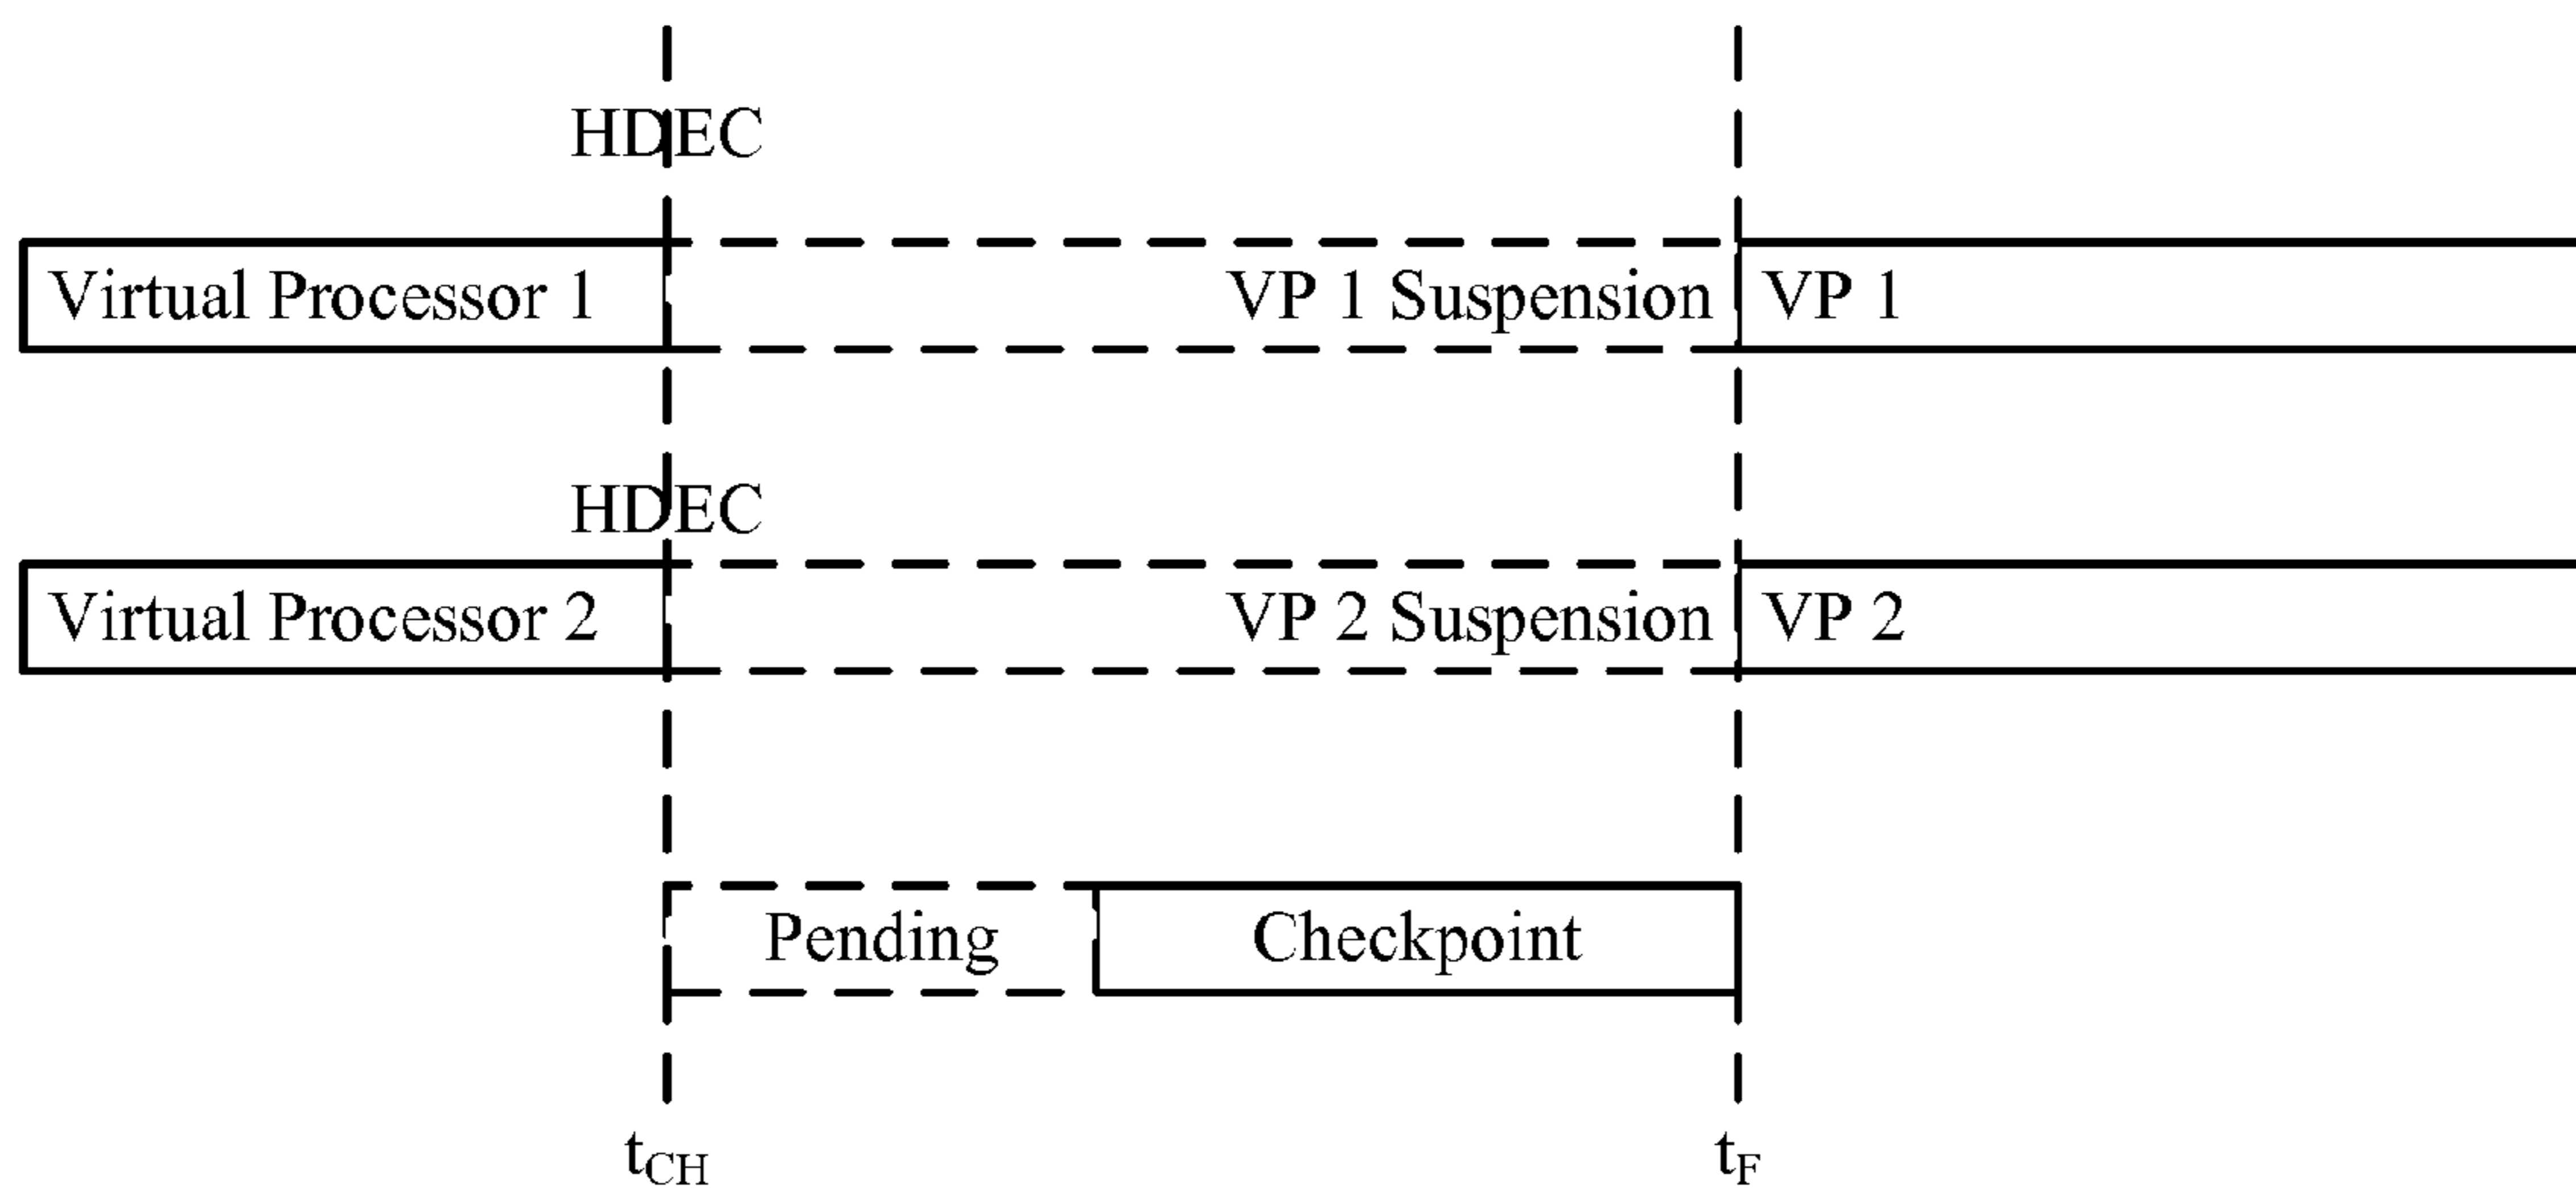 HDEC
Virtual Processor 1 VP 1 Suspension VP 1
HDEC
Virtual Processor 2 VP 2 Suspension VP 2
Pending Checkpoint
tCH tF